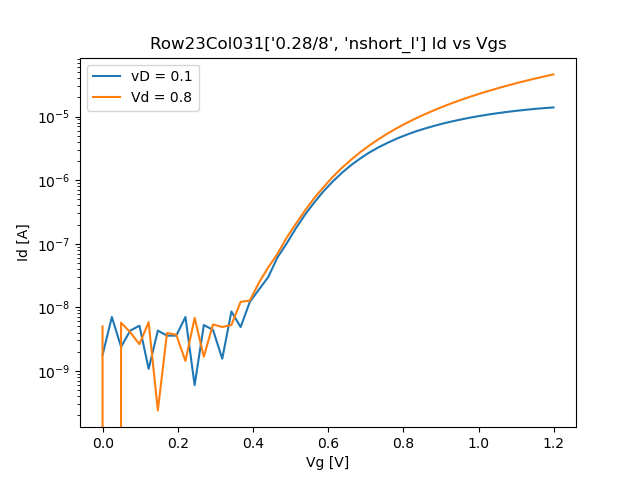 Row23Col031['0.28/8', 'nshort_l'] Id vs Vgs
vD = 0.1
Vd = 0.8
Id [A]
10⁻⁵
10⁻⁶
10⁻⁷
10⁻⁸
10⁻⁹
0.0 0.2 0.4 0.6 0.8 1.0 1.2
Vg [V]